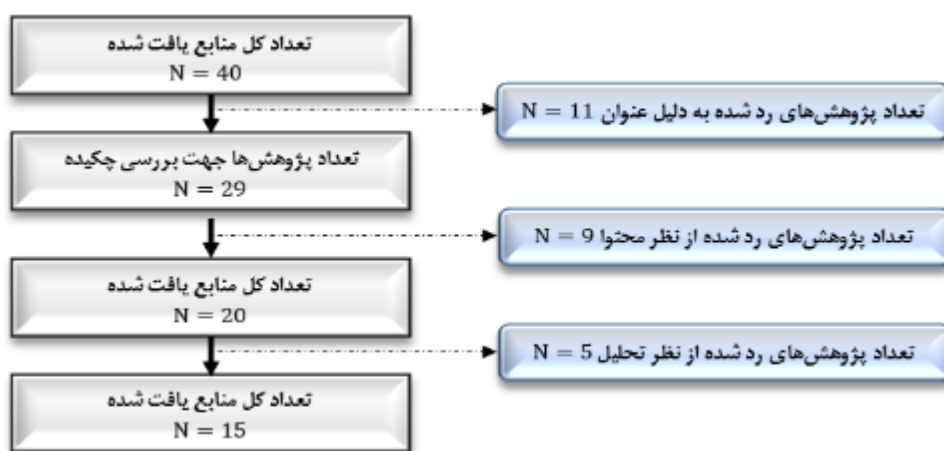 تعداد کل منابع یافت شده
N = 40
تعداد پژوهش‌های رد شده به دلیل عنوان N = 11
تعداد پژوهش‌ها جهت بررسی چکیده
N = 29
تعداد پژوهش‌های رد شده از نظر محتوا N = 9
تعداد کل منابع یافت شده
N = 20
تعداد پژوهش‌های رد شده از نظر تحلیل N = 5
تعداد کل منابع یافت شده
N = 15